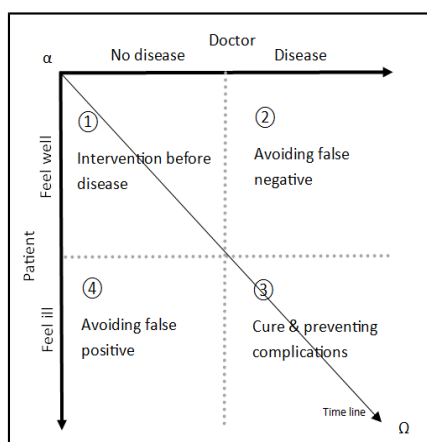 Doctor
No disease
Disease
α
Feel well
Patient
Feel ill
①
Intervention before
disease
②
Avoiding false
negative
④
Avoiding false
positive
③
Cure & preventing
complications
Time line
Ω